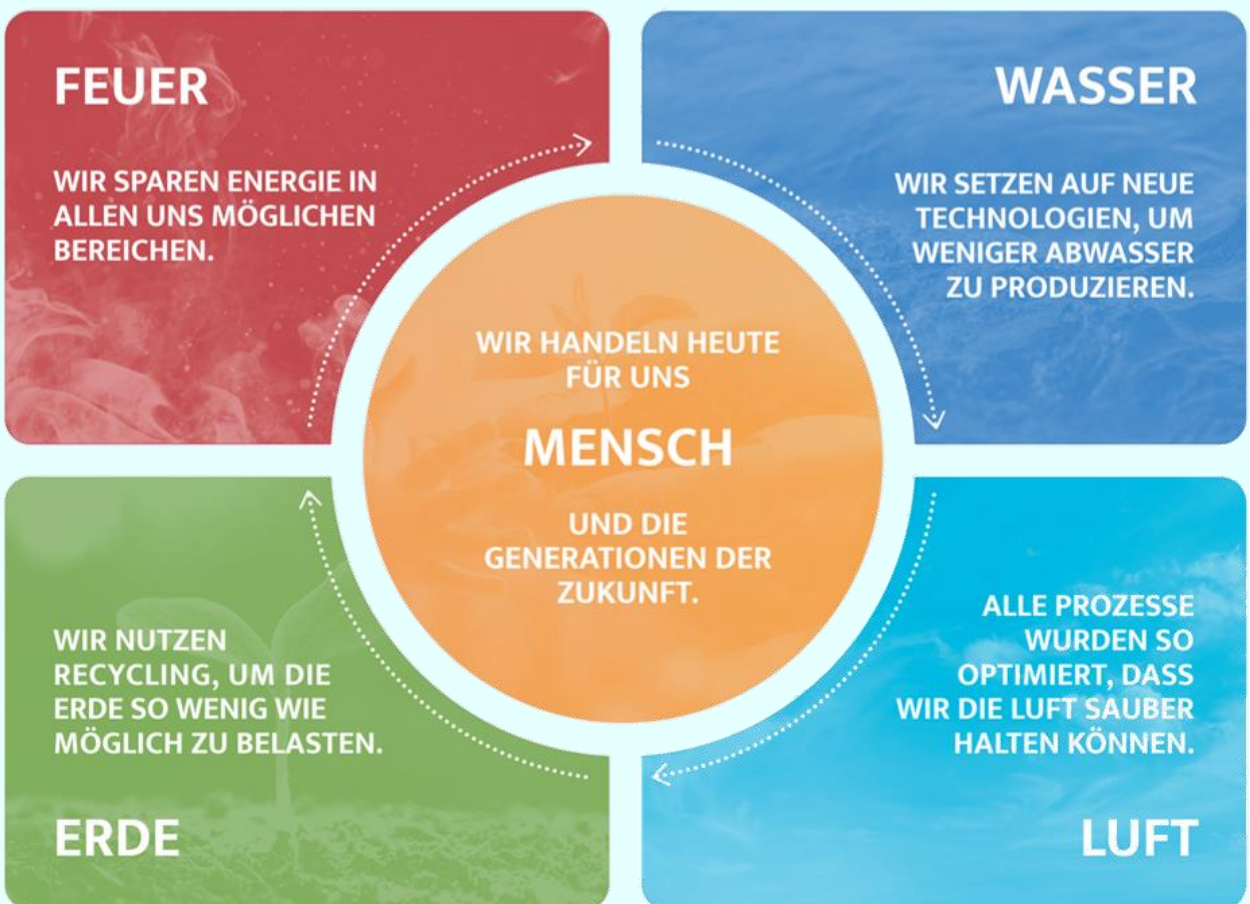 FEUER
WIR SPAREN ENERGIE IN
ALLEN UNS MÖGLICHEN
BEREICHEN.
WASSER
WIR SETZEN AUF NEUE
TECHNOLOGIEN, UM
WENIGER ABWASSER
ZU PRODUZIEREN.
WIR HANDELN HEUTE
FÜR UNS
MENSCH
UND DIE
GENERATIONEN DER
ZUKUNFT.
WIR NUTZEN
RECYCLING, UM DIE
ERDE SO WENIG WIE
MÖGLICH ZU BELASTEN.
ERDE
ALLE PROZESSE
WURDEN SO
OPTIMIERT, DASS
WIR DIE LUFT SAUBER
HALTEN KÖNNEN.
LUFT